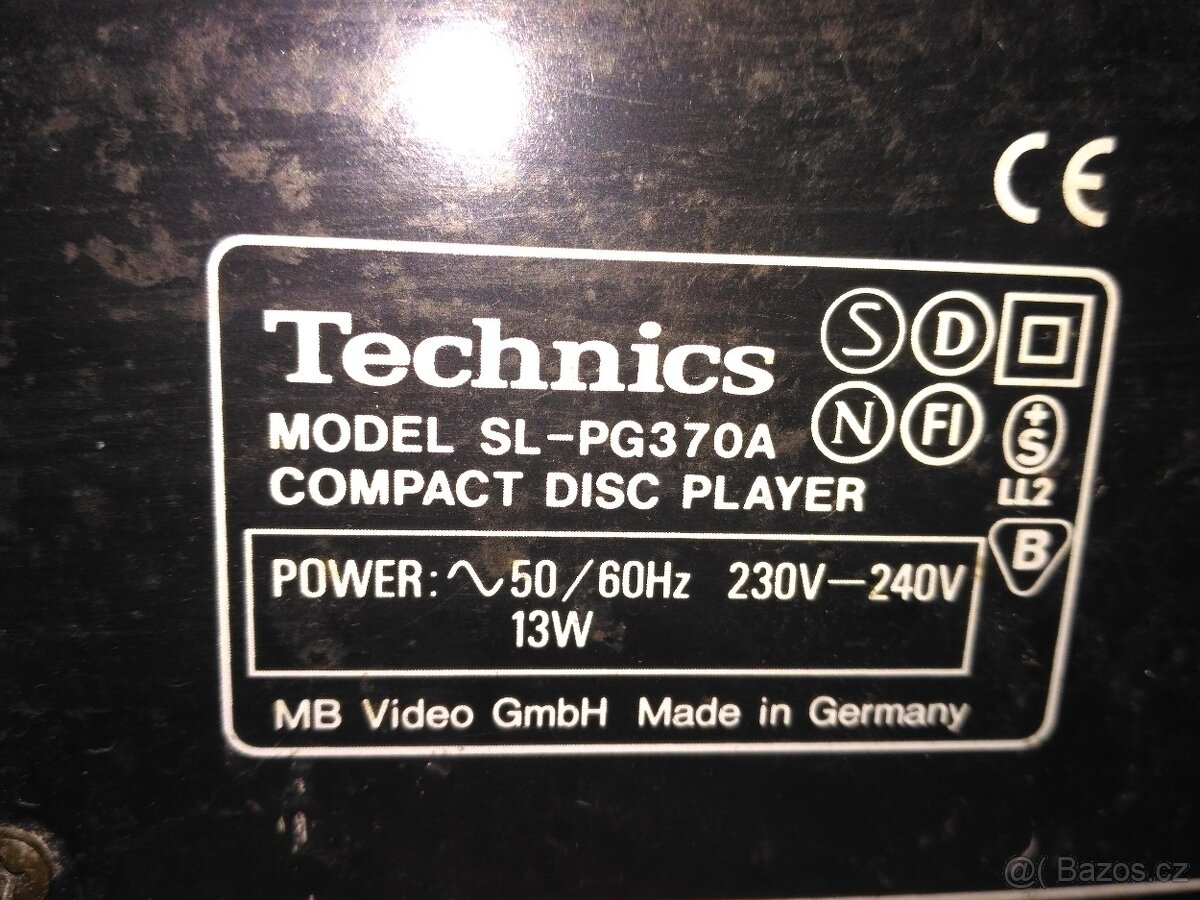 CE
Technics
S D
MODEL SL-PG370A
N FI
+S
COMPACT DISC PLAYER
LL2
B
POWER: ∿50/60Hz 230V—240V
13W
MB Video GmbH Made in Germany
@( Bazos.cz